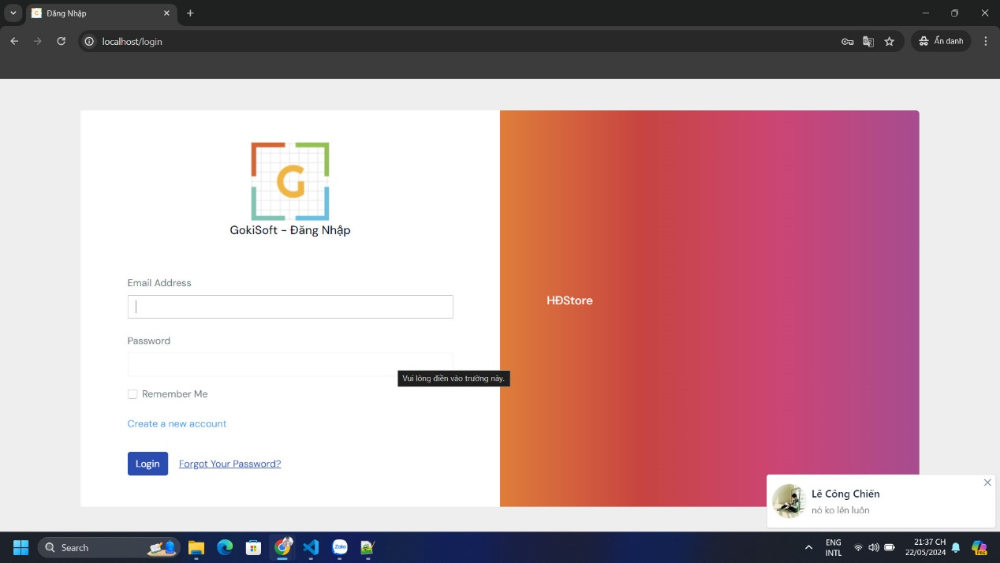 Đăng Nhập
localhost/login
Ẩn danh
G
GokiSoft - Đăng Nhập
Email Address
Password
Vui lòng điền vào trường này.
Remember Me
Create a new account
Login
Forgot Your Password?
HĐStore
Lê Công Chiến
nó ko lên luôn
Search
Zalo
ENG
INTL
21:37 CH
22/05/2024
PRE